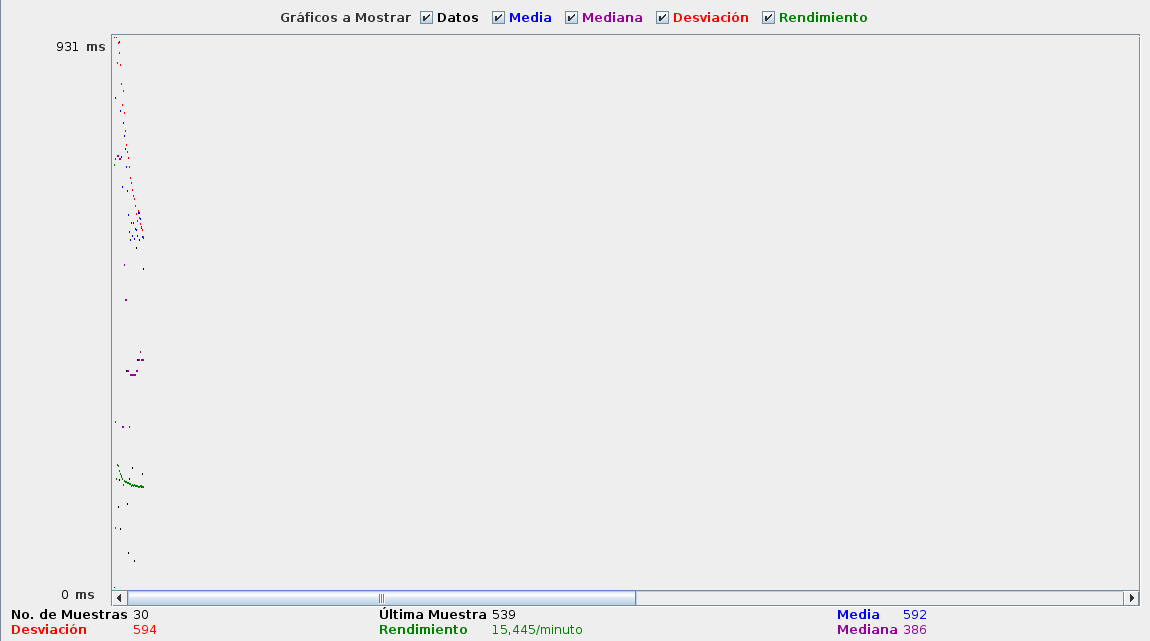 Gráficos a Mostrar Datos Media Mediana Desviación Rendimiento
931 ms
0 ms
No. de Muestras 30 Última Muestra 539 Media 592
Desviación 594 Rendimiento 15,445/minuto Mediana 386